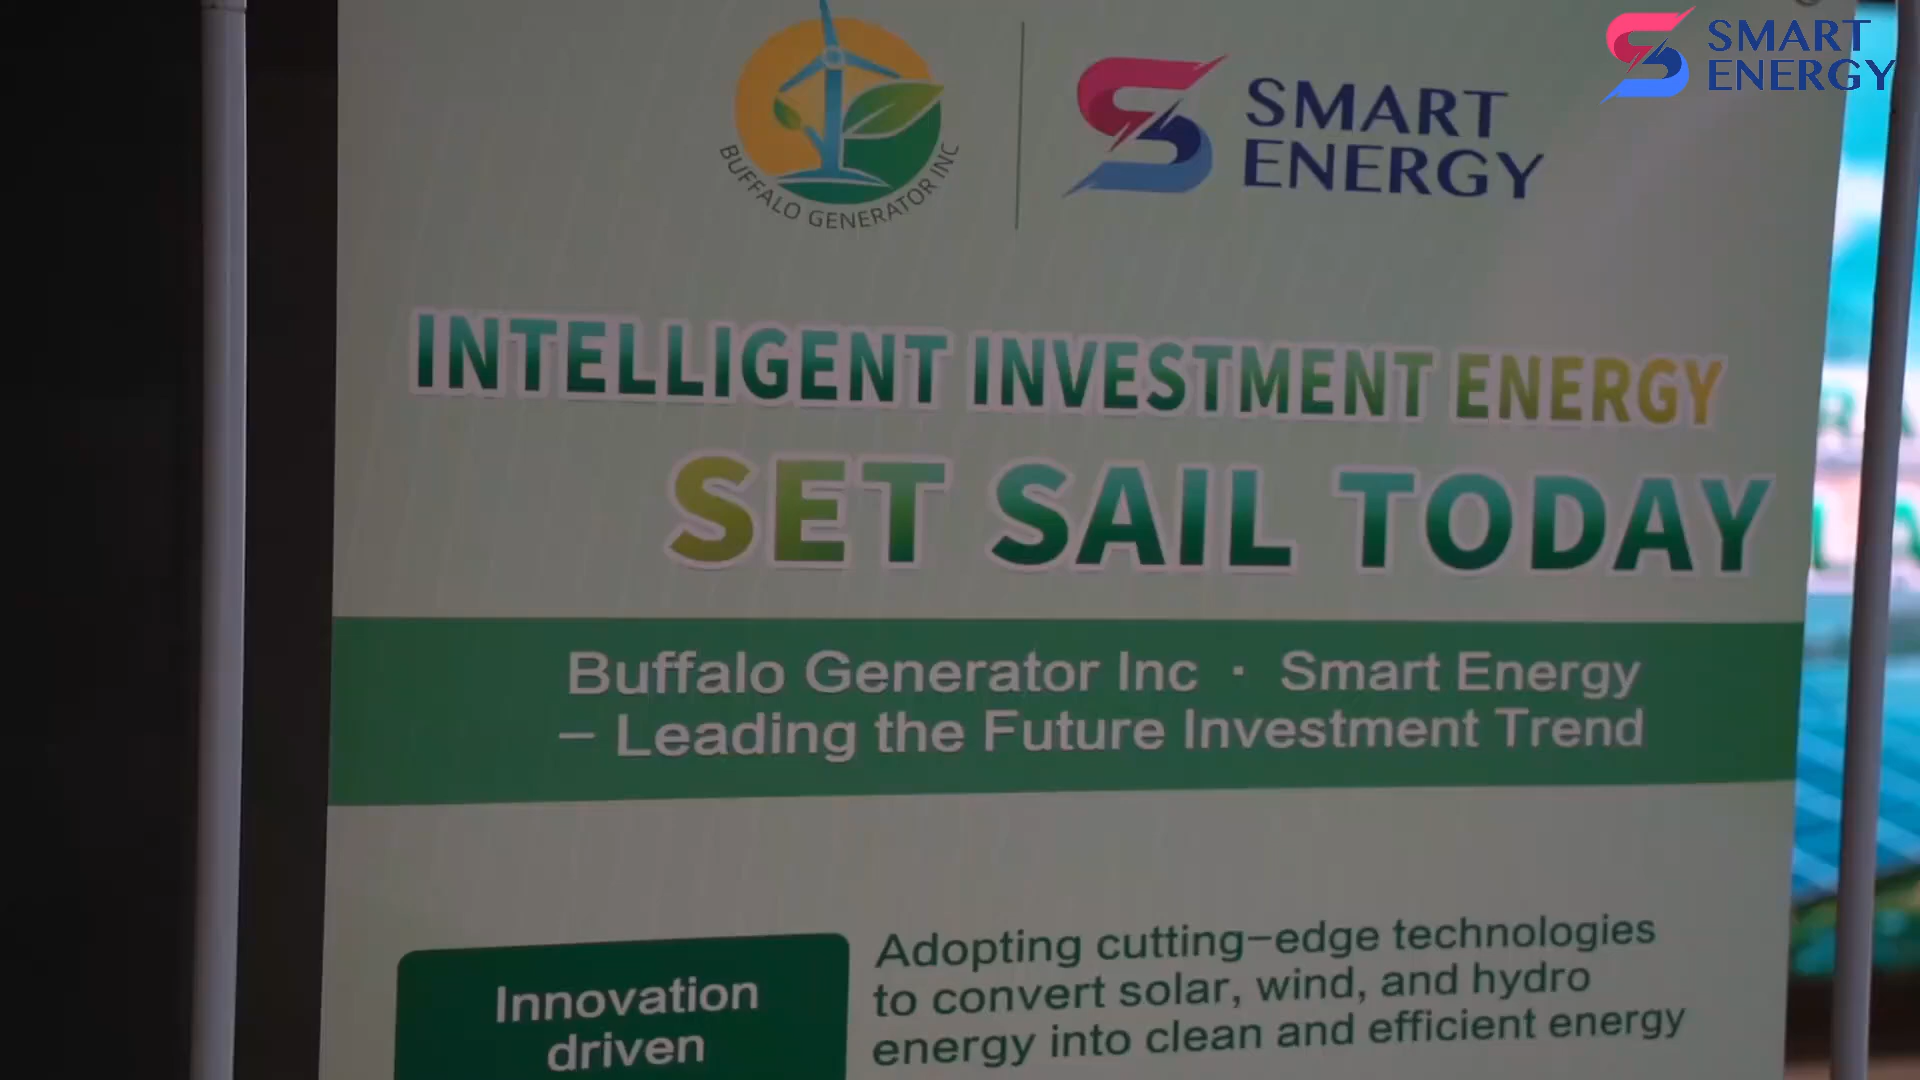 BUFFALO GENERATOR INC
SMART
ENERGY
SMART
ENERGY
INTELLIGENT INVESTMENT ENERGY
SET SAIL TODAY
Buffalo Generator Inc · Smart Energy
– Leading the Future Investment Trend
Innovation
driven
Adopting cutting-edge technologies
to convert solar, wind, and hydro
energy into clean and efficient energy